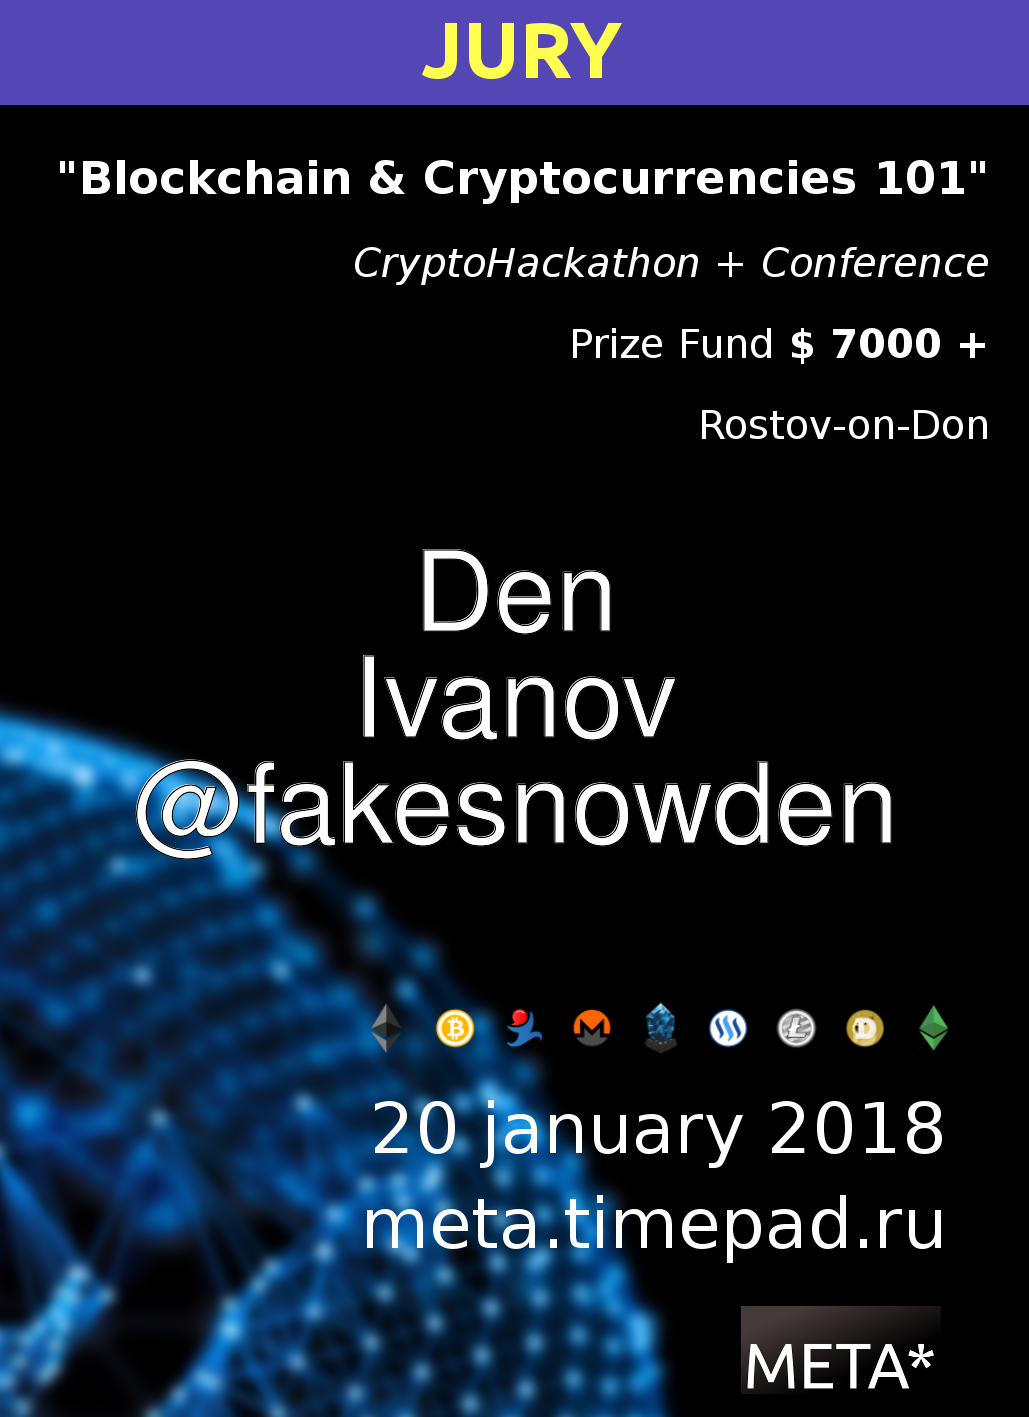 JURY
"Blockchain & Cryptocurrencies 101"
CryptoHackathon + Conference
Prize Fund $ 7000 +
Rostov-on-Don
Den
Ivanov
@fakesnowden
20 january 2018
meta.timepad.ru
META*